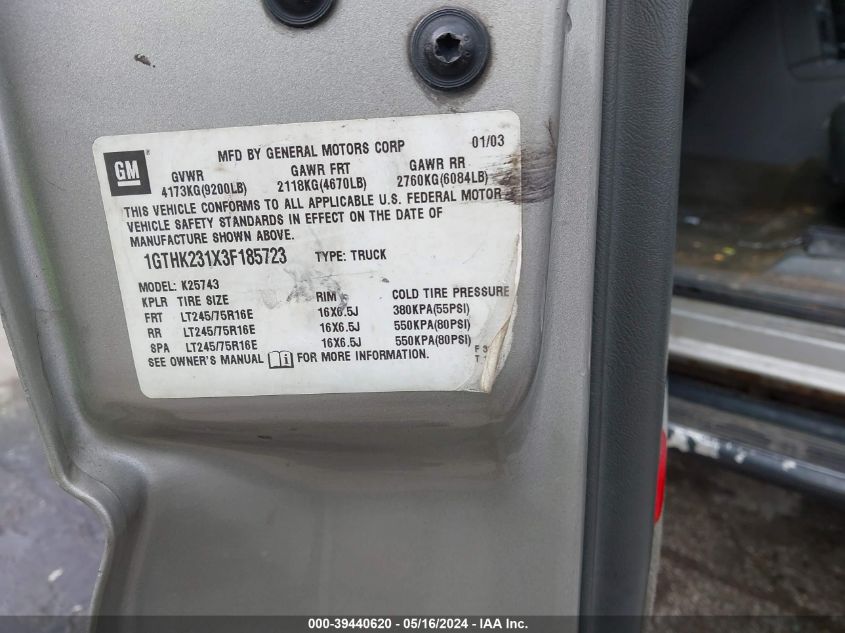 MFD BY GENERAL MOTORS CORP 01/03
GM
GVWR GAWR FRT GAWR RR
4173KG(9200LB) 2118KG(4670LB) 2760KG(6084LB)
THIS VEHICLE CONFORMS TO ALL APPLICABLE U.S. FEDERAL MOTOR
VEHICLE SAFETY STANDARDS IN EFFECT ON THE DATE OF
MANUFACTURE SHOWN ABOVE.
1GTHK231X3F185723 TYPE: TRUCK
MODEL: K25743
KPLR TIRE SIZE RIM COLD TIRE PRESSURE
FRT LT245/75R16E 16X6.5J 380KPA(55PSI)
RR LT245/75R16E 16X6.5J 550KPA(80PSI)
SPA LT245/75R16E 16X6.5J 550KPA(80PSI)
SEE OWNER'S MANUAL FOR MORE INFORMATION.
000-39440620 - 05/16/2024 - IAA Inc.